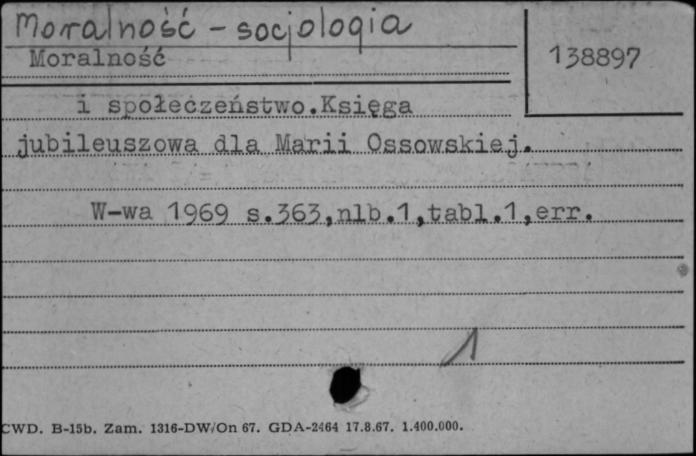 Moralność - socjologia
Moralność
138897
i społeczeństwo.Księga
jubileuszowa dla Marii Ossowskiej.
W-wa 1969 s.363,nlb.1,tabl.1,err.
1
CWD. B-15b. Zam. 1316-DW/On 67. GDA-2464 17.8.67. 1.400.000.